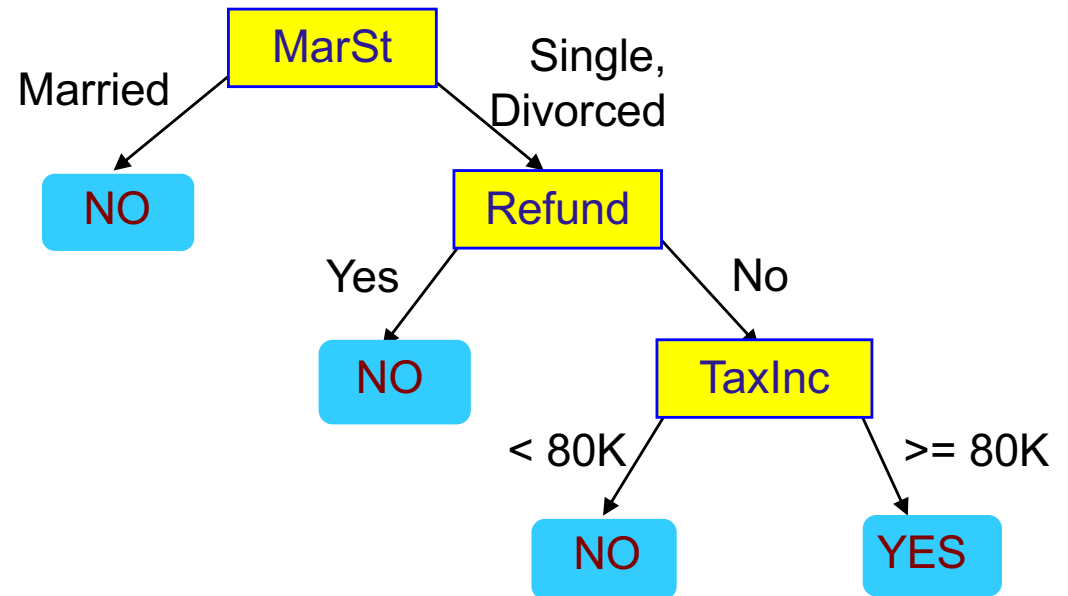 MarSt
Married
Single,
Divorced
NO
Refund
Yes
No
NO
TaxInc
< 80K
>= 80K
NO
YES